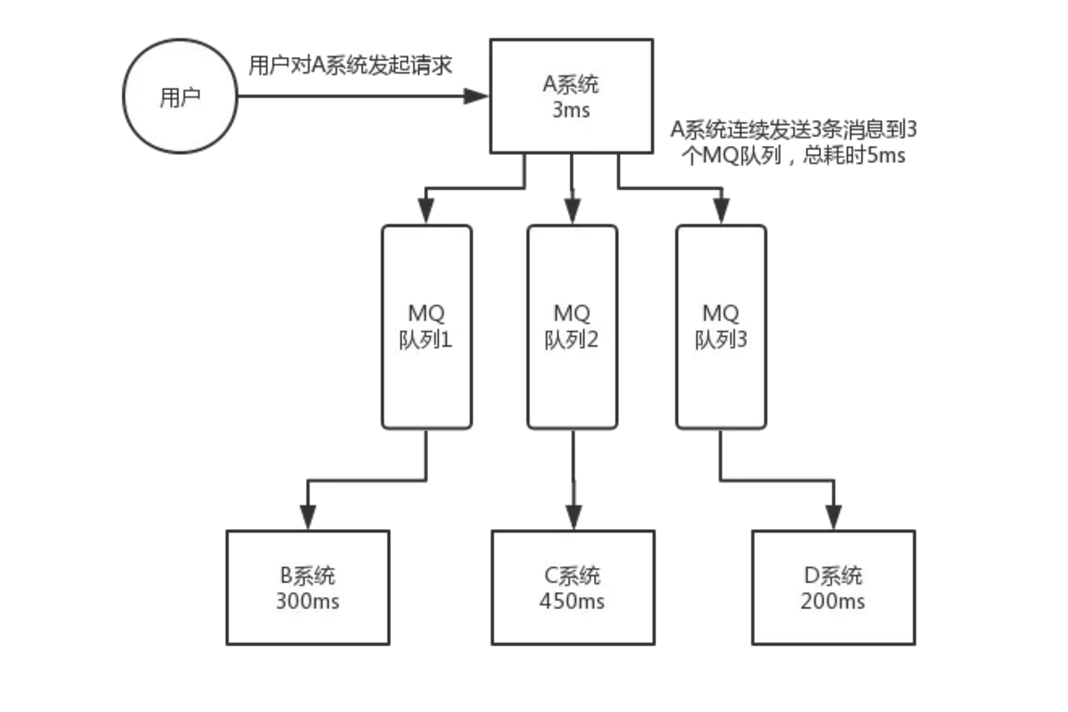 用户对A系统发起请求
用户
A系统
3ms
A系统连续发送3条消息到3
个MQ队列，总耗时5ms
MQ
队列1
MQ
队列2
MQ
队列3
B系统
300ms
C系统
450ms
D系统
200ms